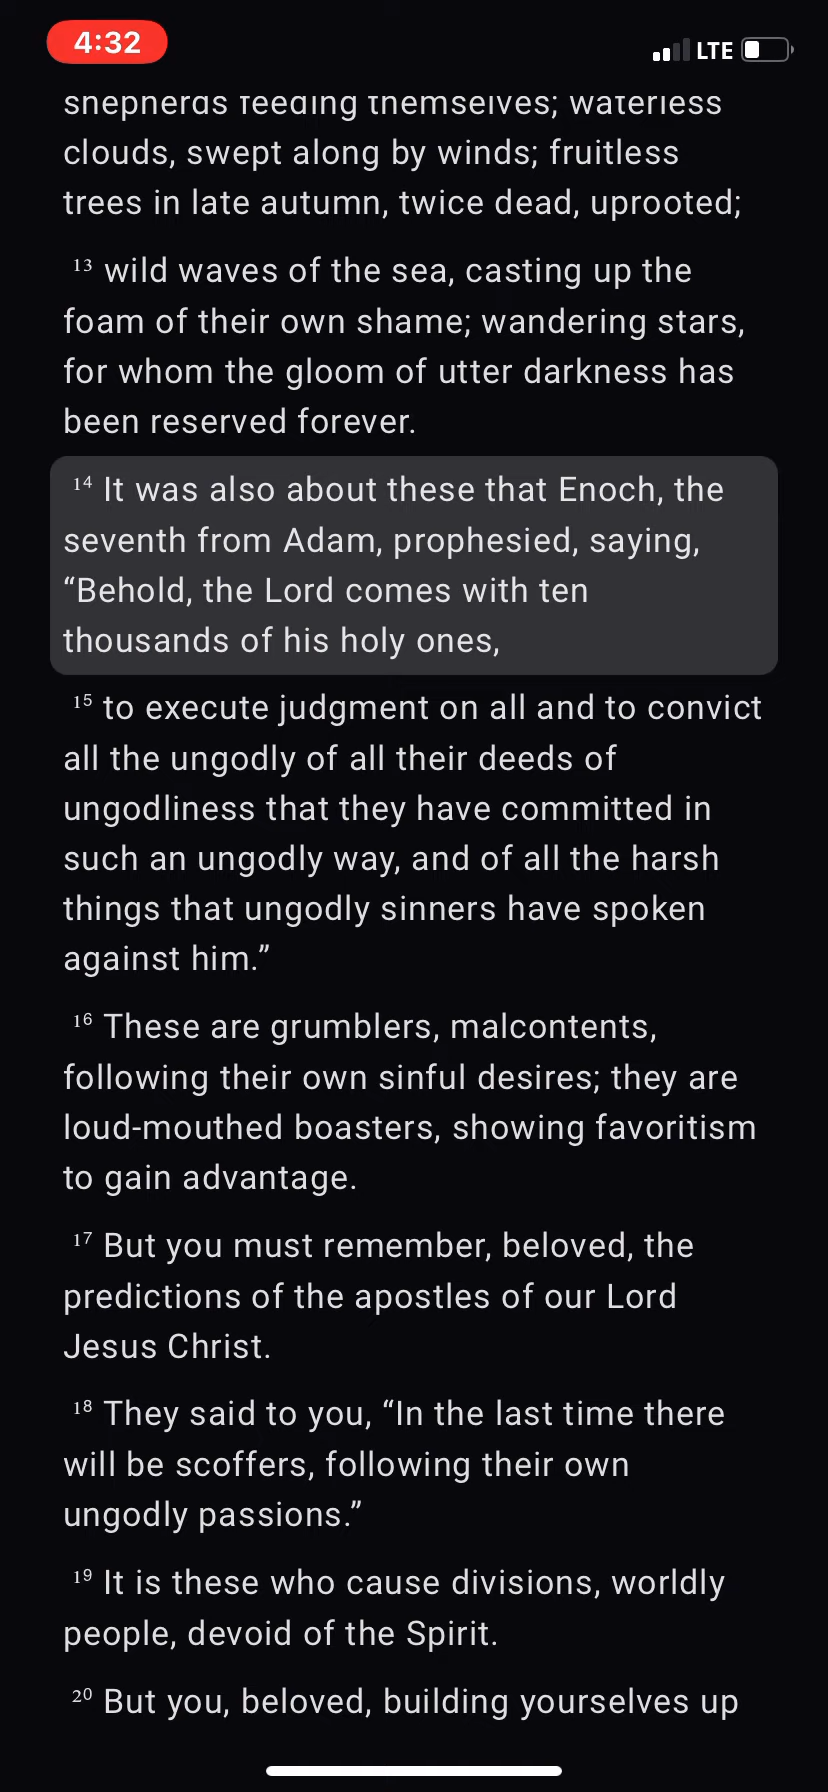 4:32
LTE
shepherds feeding themselves; waterless
clouds, swept along by winds; fruitless
trees in late autumn, twice dead, uprooted;
13 wild waves of the sea, casting up the
foam of their own shame; wandering stars,
for whom the gloom of utter darkness has
been reserved forever.
14 It was also about these that Enoch, the
seventh from Adam, prophesied, saying,
“Behold, the Lord comes with ten
thousands of his holy ones,
15 to execute judgment on all and to convict
all the ungodly of all their deeds of
ungodliness that they have committed in
such an ungodly way, and of all the harsh
things that ungodly sinners have spoken
against him.”
16 These are grumblers, malcontents,
following their own sinful desires; they are
loud-mouthed boasters, showing favoritism
to gain advantage.
17 But you must remember, beloved, the
predictions of the apostles of our Lord
Jesus Christ.
18 They said to you, “In the last time there
will be scoffers, following their own
ungodly passions.”
19 It is these who cause divisions, worldly
people, devoid of the Spirit.
20 But you, beloved, building yourselves up